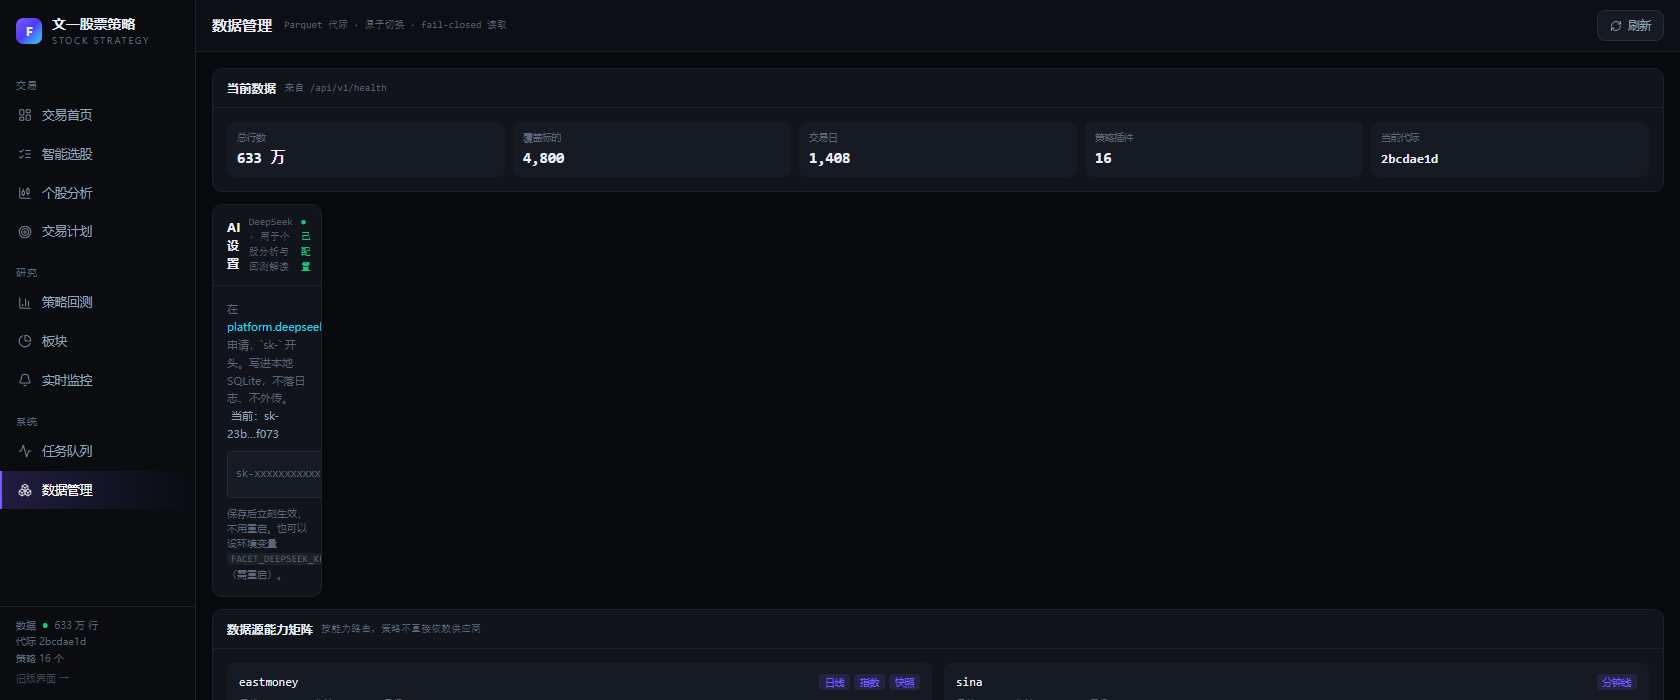 F
文一股票策略
STOCK STRATEGY
交易
交易首页
智能选股
个股分析
交易计划
研究
策略回测
板块
实时监控
系统
任务队列
数据管理
数据 ● 633 万 行
代际 2bcdae1d
策略 16 个
旧版界面 →
数据管理 Parquet 代际 · 原子切换 · fail-closed 读取
刷新
当前数据 来自 /api/v1/health
总行数
633 万
覆盖标的
4,800
交易日
1,408
策略插件
16
当前代际
2bcdae1d
AI
设
置
DeepSeek
· 用于个
股分析与
回测解读
●
已
配
置
在
platform.deepseek
申请，`sk-` 开
头。写进本地
SQLite，不落日
志、不外传。
当前：sk-
23b…f073
sk-xxxxxxxxxxx
保存后立刻生效，
不用重启。也可以
设环境变量
FACET_DEEPSEEK_KE
（需重启）。
数据源能力矩阵 按能力路由，策略不直接依赖供应商
eastmoney
日线 指数 快照
sina
分钟线